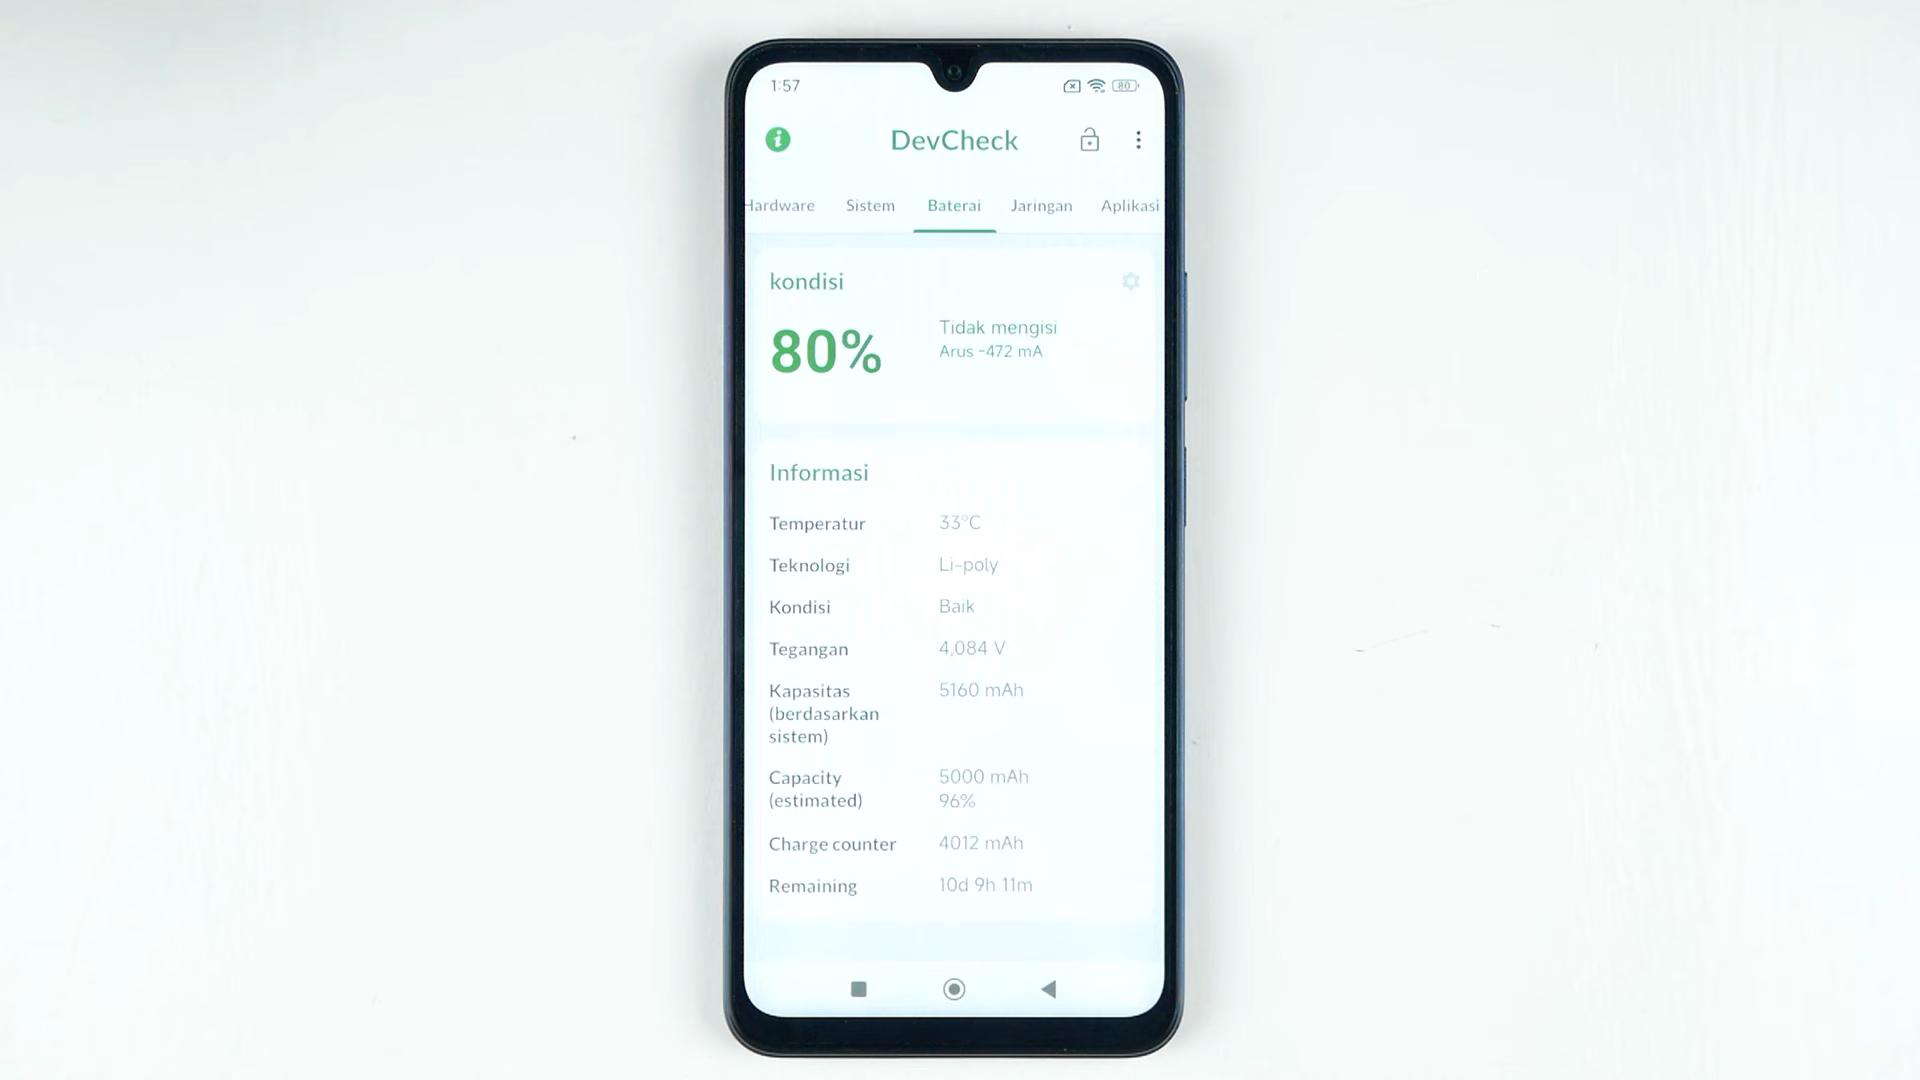 1:57
80
DevCheck
Hardware Sistem Baterai Jaringan Aplikasi
kondisi
80%
Tidak mengisi
Arus -472 mA
Informasi
Temperatur 33°C
Teknologi Li-poly
Kondisi Baik
Tegangan 4,084 V
Kapasitas (berdasarkan sistem) 5160 mAh
Capacity (estimated) 5000 mAh 96%
Charge counter 4012 mAh
Remaining 10d 9h 11m